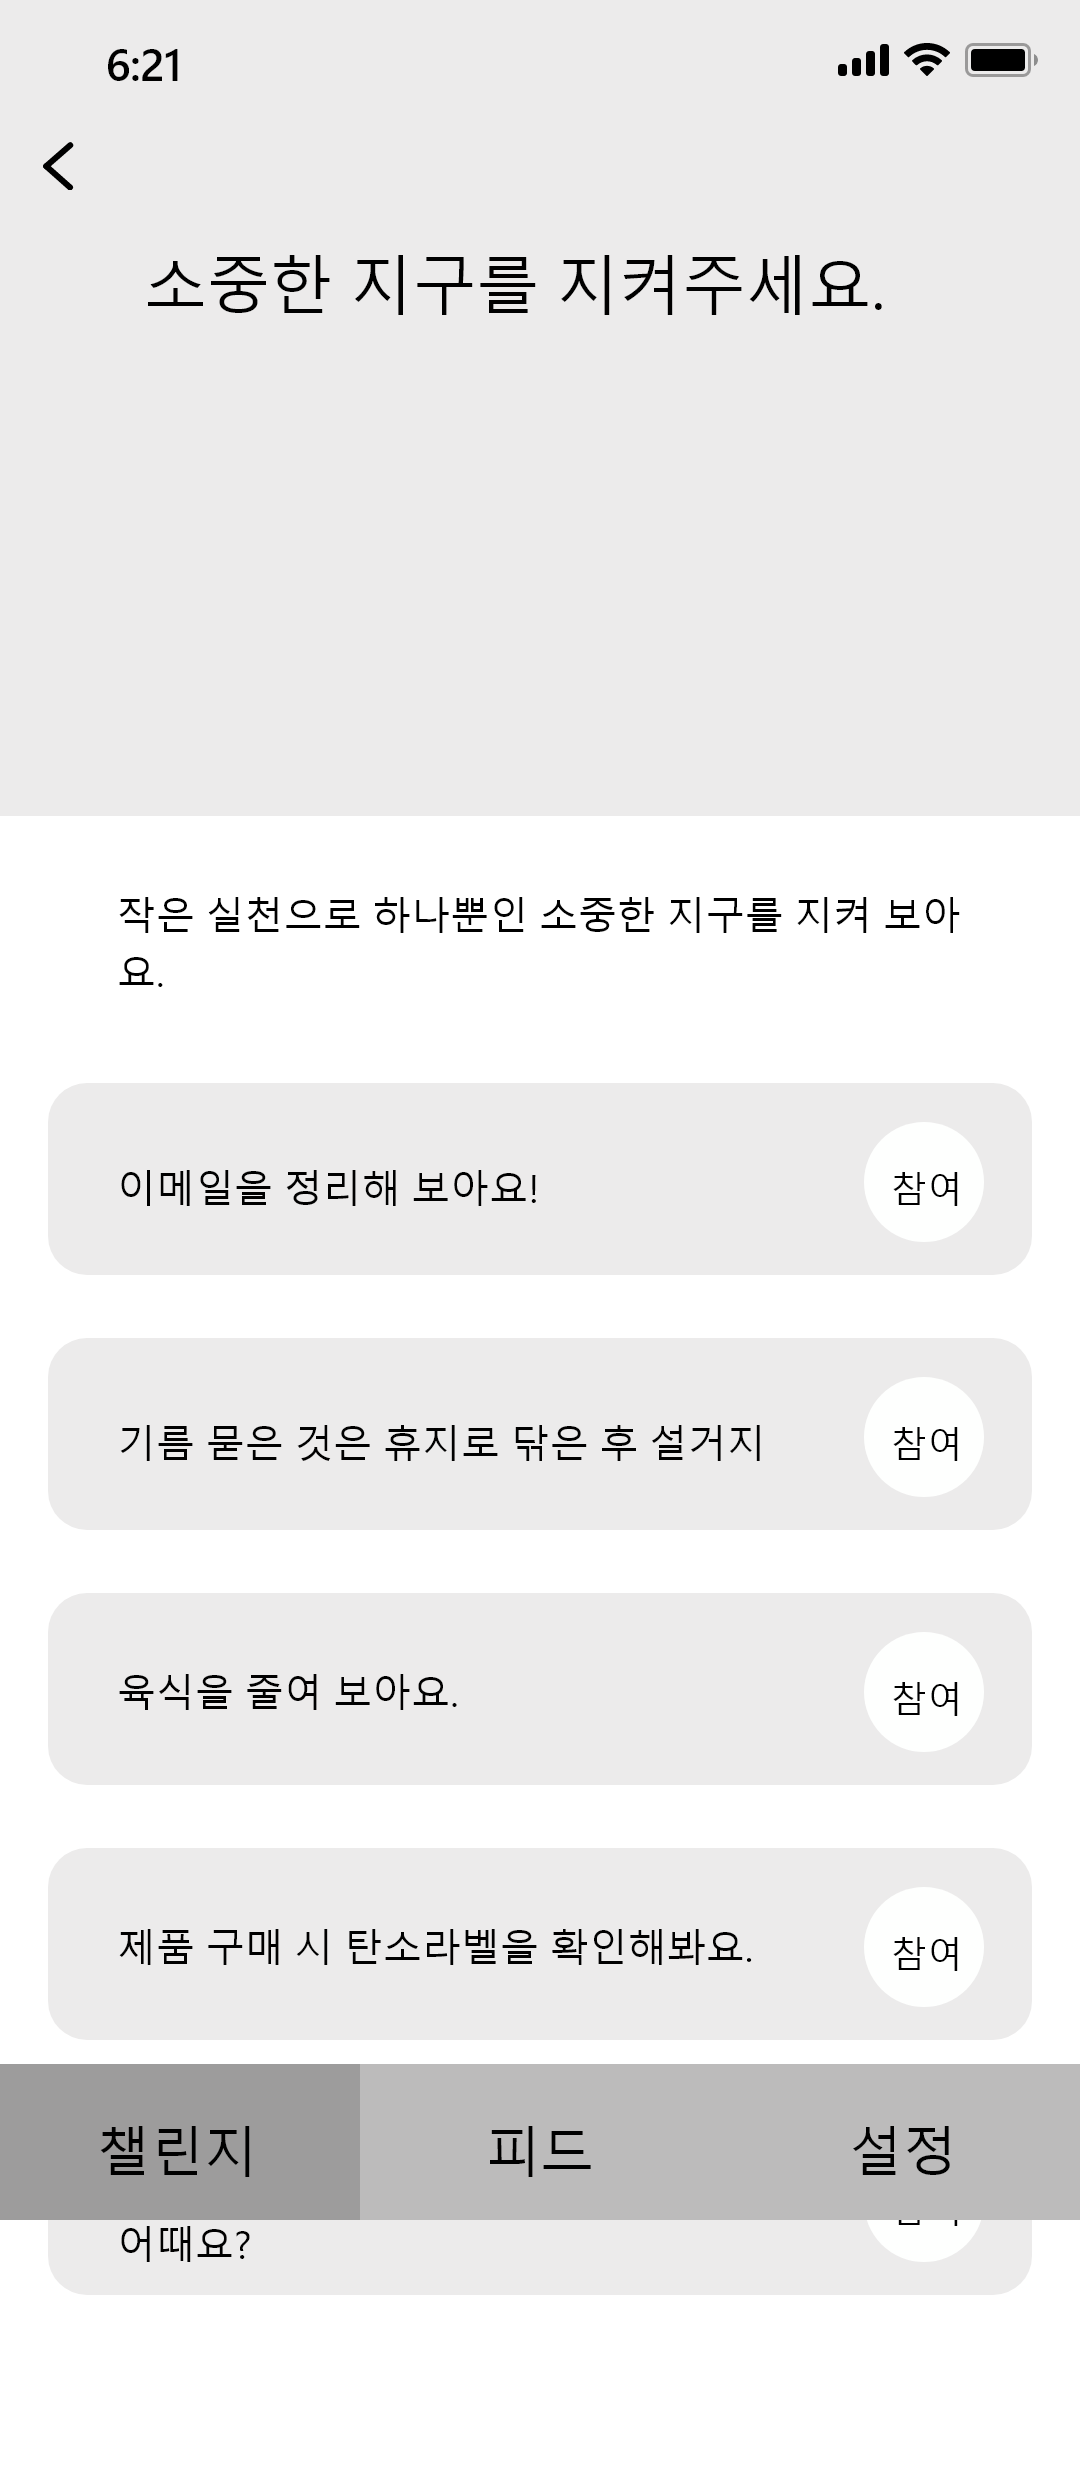 6:21
소중한 지구를 지켜주세요.
작은 실천으로 하나뿐인 소중한 지구를 지켜 보아
요.
이메일을 정리해 보아요!
참여
기름 묻은 것은 휴지로 닦은 후 설거지
참여
육식을 줄여 보아요.
참여
제품 구매 시 탄소라벨을 확인해봐요.
참여
챌린지
피드
설정
어때요?